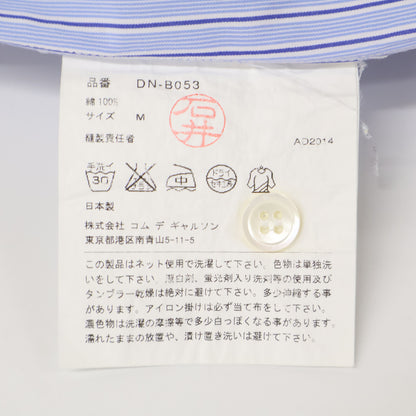 品番 DN-B053
綿 100%
サイズ M
石井
縫製責任者 AD2014
手洗イ 30 中 ドライ セキユ系
日本製
株式会社 コム デ ギャルソン
東京都港区南青山5-11-5
この製品はネット使用で洗濯して下さい。色物は単独洗
いをして下さい。漂白剤、蛍光剤入り洗剤等の使用及び
タンブラー乾燥は絶対に避けて下さい。多少伸縮する事
があります。アイロン掛けは必ず当て布をして下さい。
濃色物は洗濯の摩擦等で多少白っぽくなる事があります。
濡れたままの放置や、漬け置き洗いは避けて下さい。